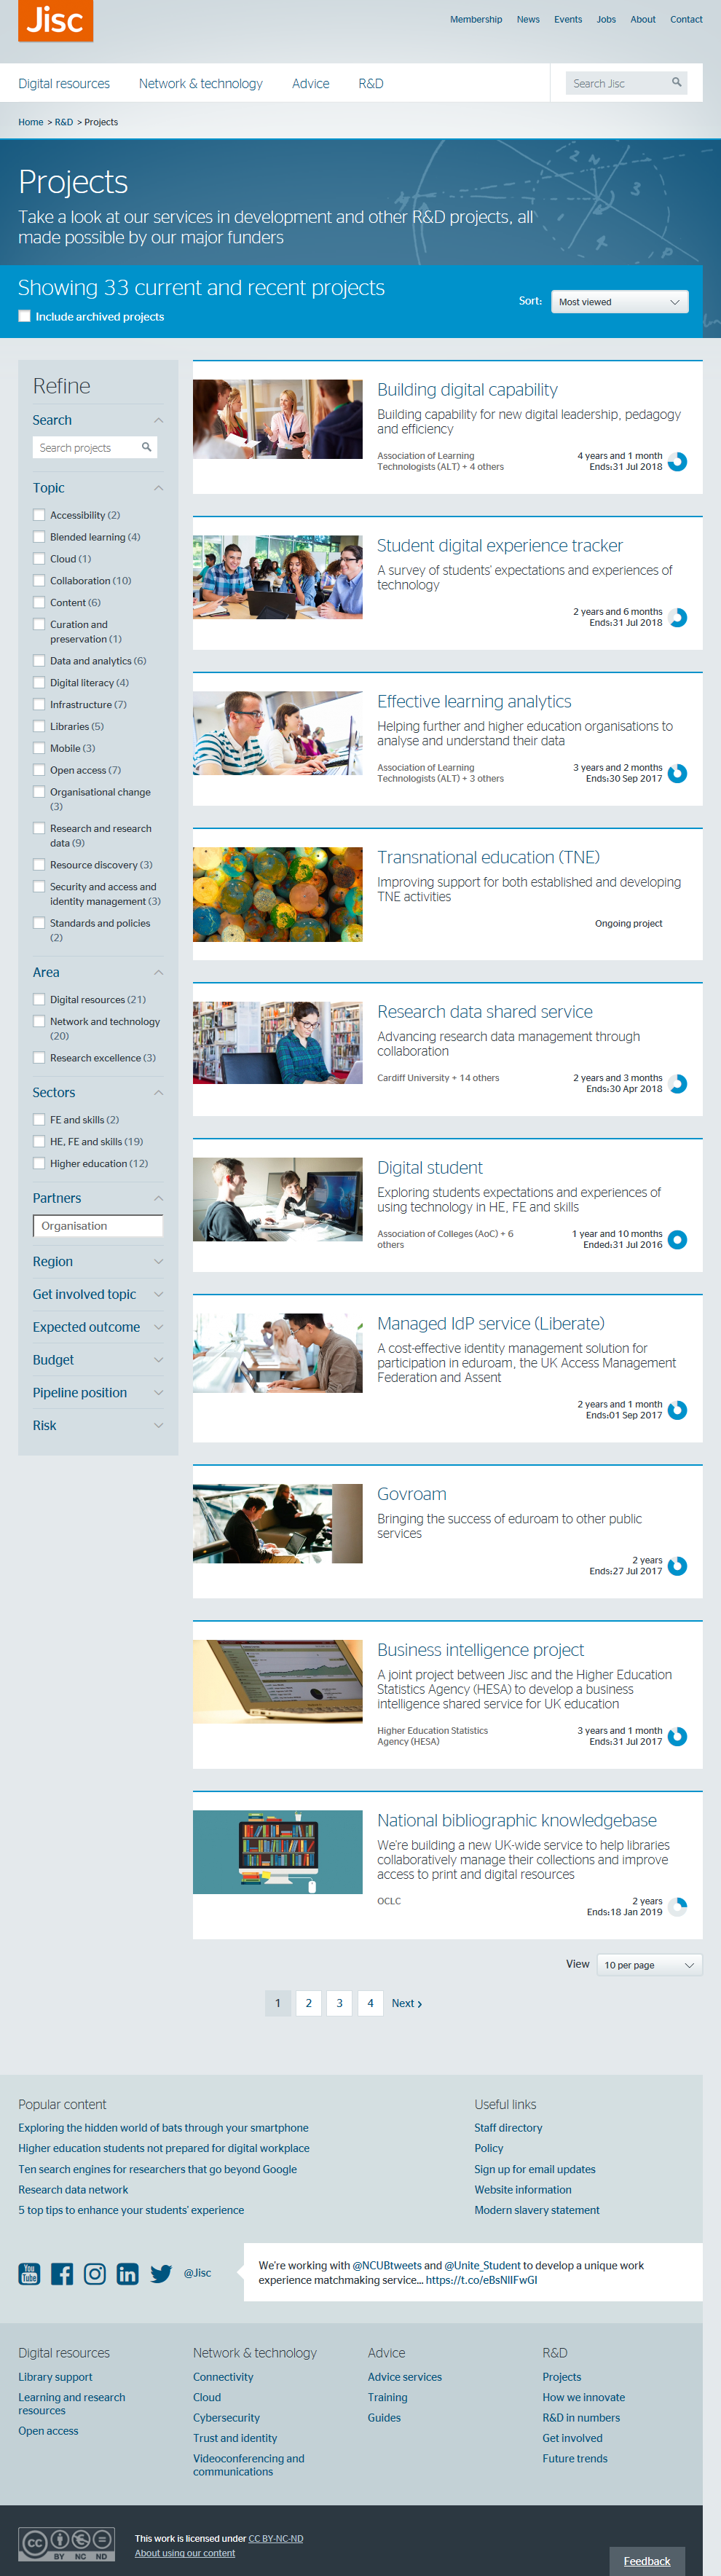 Jisc
Membership News Events Jobs About Contact
Digital resources Network & technology Advice R&D
Search Jisc
Home > R&D > Projects
Projects
Take a look at our services in development and other R&D projects, all
made possible by our major funders
Showing 33 current and recent projects
Include archived projects
Sort: Most viewed
Refine
Search
Search projects
Topic
Accessibility (2)
Blended learning (4)
Cloud (1)
Collaboration (10)
Content (6)
Curation and
preservation (1)
Data and analytics (6)
Digital literacy (4)
Infrastructure (7)
Libraries (5)
Mobile (3)
Open access (7)
Organisational change
(3)
Research and research
data (9)
Resource discovery (3)
Security and access and
identity management (3)
Standards and policies
(2)
Area
Digital resources (21)
Network and technology
(20)
Research excellence (3)
Sectors
FE and skills (2)
HE, FE and skills (19)
Higher education (12)
Partners
Organisation
Region
Get involved topic
Expected outcome
Budget
Pipeline position
Risk
Building digital capability
Building capability for new digital leadership, pedagogy
and efficiency
Association of Learning
Technologists (ALT) + 4 others
4 years and 1 month
Ends:31 Jul 2018
Student digital experience tracker
A survey of students' expectations and experiences of
technology
2 years and 6 months
Ends:31 Jul 2018
Effective learning analytics
Helping further and higher education organisations to
analyse and understand their data
Association of Learning
Technologists (ALT) + 3 others
3 years and 2 months
Ends:30 Sep 2017
Transnational education (TNE)
Improving support for both established and developing
TNE activities
Ongoing project
Research data shared service
Advancing research data management through
collaboration
Cardiff University + 14 others
2 years and 3 months
Ends:30 Apr 2018
Digital student
Exploring students expectations and experiences of
using technology in HE, FE and skills
Association of Colleges (AoC) + 6
others
1 year and 10 months
Ended:31 Jul 2016
Managed IdP service (Liberate)
A cost-effective identity management solution for
participation in eduroam, the UK Access Management
Federation and Assent
2 years and 1 month
Ends:01 Sep 2017
Govroam
Bringing the success of eduroam to other public
services
2 years
Ends:27 Jul 2017
Business intelligence project
A joint project between Jisc and the Higher Education
Statistics Agency (HESA) to develop a business
intelligence shared service for UK education
Higher Education Statistics
Agency (HESA)
3 years and 1 month
Ends:31 Jul 2017
National bibliographic knowledgebase
We're building a new UK-wide service to help libraries
collaboratively manage their collections and improve
access to print and digital resources
OCLC
2 years
Ends:18 Jan 2019
View 10 per page
1 2 3 4 Next ›
Popular content
Exploring the hidden world of bats through your smartphone
Higher education students not prepared for digital workplace
Ten search engines for researchers that go beyond Google
Research data network
5 top tips to enhance your students' experience
Useful links
Staff directory
Policy
Sign up for email updates
Website information
Modern slavery statement
You
Tube
@Jisc
We're working with @NCUBtweets and @Unite_Student to develop a unique work
experience matchmaking service... https://t.co/eBsNlIFwGI
Digital resources
Library support
Learning and research
resources
Open access
Network & technology
Connectivity
Cloud
Cybersecurity
Trust and identity
Videoconferencing and
communications
Advice
Advice services
Training
Guides
R&D
Projects
How we innovate
R&D in numbers
Get involved
Future trends
cc
BY NC ND
This work is licensed under CC BY-NC-ND
About using our content
Feedback